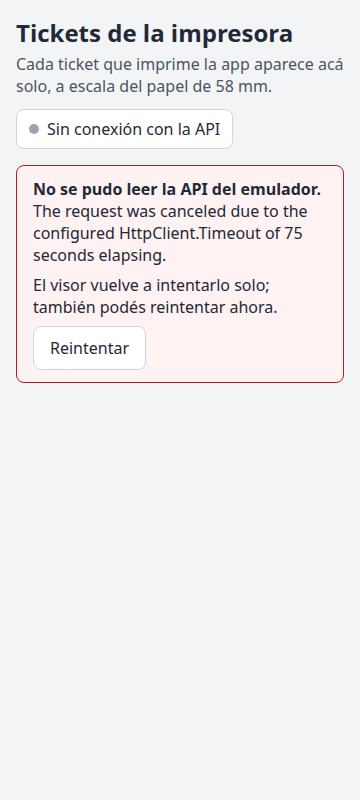 Tickets de la impresora
Cada ticket que imprime la app aparece acá
solo, a escala del papel de 58 mm.
Sin conexión con la API
No se pudo leer la API del emulador.
The request was canceled due to the
configured HttpClient.Timeout of 75
seconds elapsing.
El visor vuelve a intentarlo solo;
también podés reintentar ahora.
Reintentar